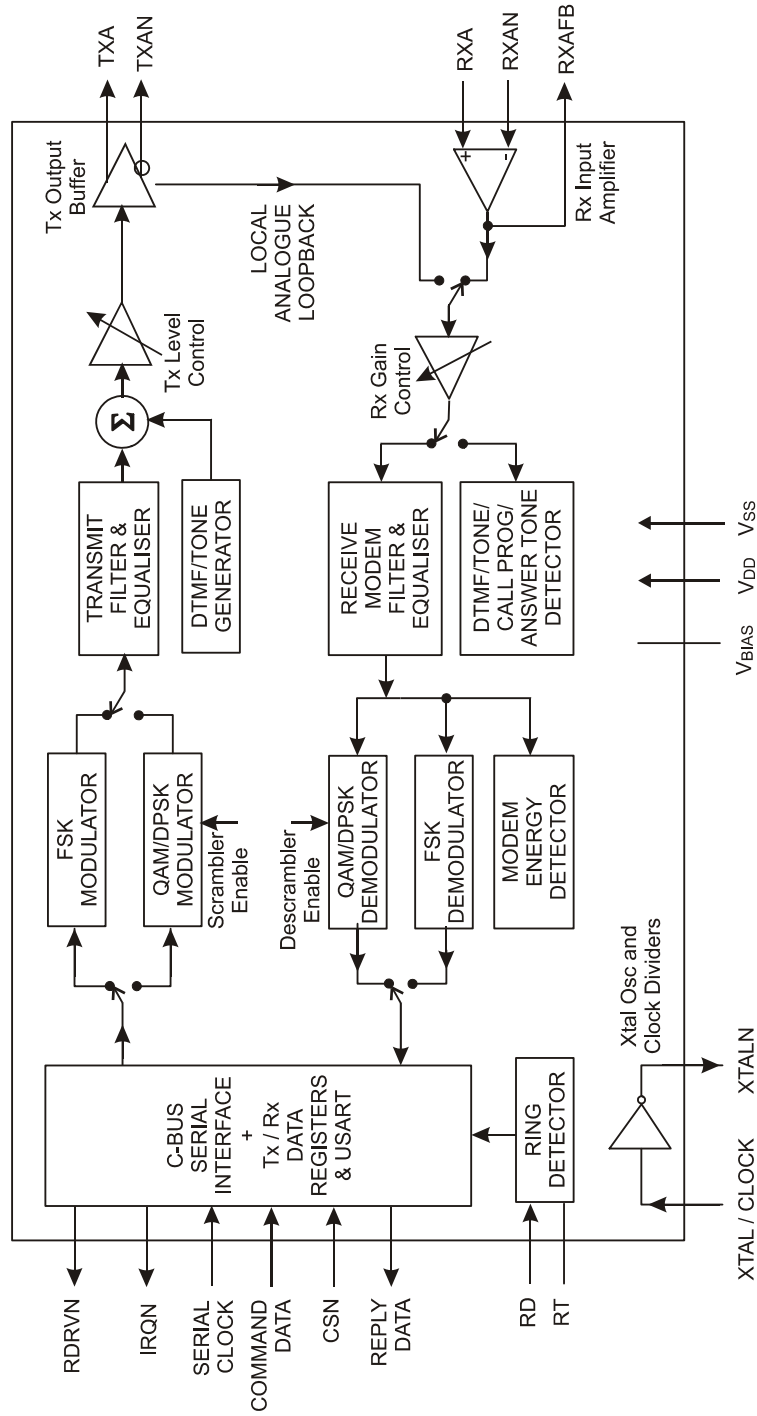 RDRVN
IRQN
SERIAL
CLOCK
COMMAND
DATA
CSN
REPLY
DATA
RD
RT
C-BUS
SERIAL
INTERFACE
+
Tx / Rx
DATA
REGISTERS
& USART
RING
DETECTOR
FSK
MODULATOR
QAM/DPSK
MODULATOR
Scrambler
Enable
Descrambler
Enable
QAM/DPSK
DEMODULATOR
FSK
DEMODULATOR
MODEM
ENERGY
DETECTOR
TRANSMIT
FILTER &
EQUALISER
DTMF/TONE
GENERATOR
Σ
Tx Level
Control
Tx Output
Buffer
TXA
TXAN
LOCAL
ANALOGUE
LOOPBACK
RECEIVE
MODEM
FILTER &
EQUALISER
DTMF/TONE/
CALL PROG/
ANSWER TONE
DETECTOR
Rx Gain
Control
+
-
Rx Input
Amplifier
RXA
RXAN
RXAFB
Xtal Osc and
Clock Dividers
XTAL / CLOCK
XTALN
VBIAS
VDD
VSS